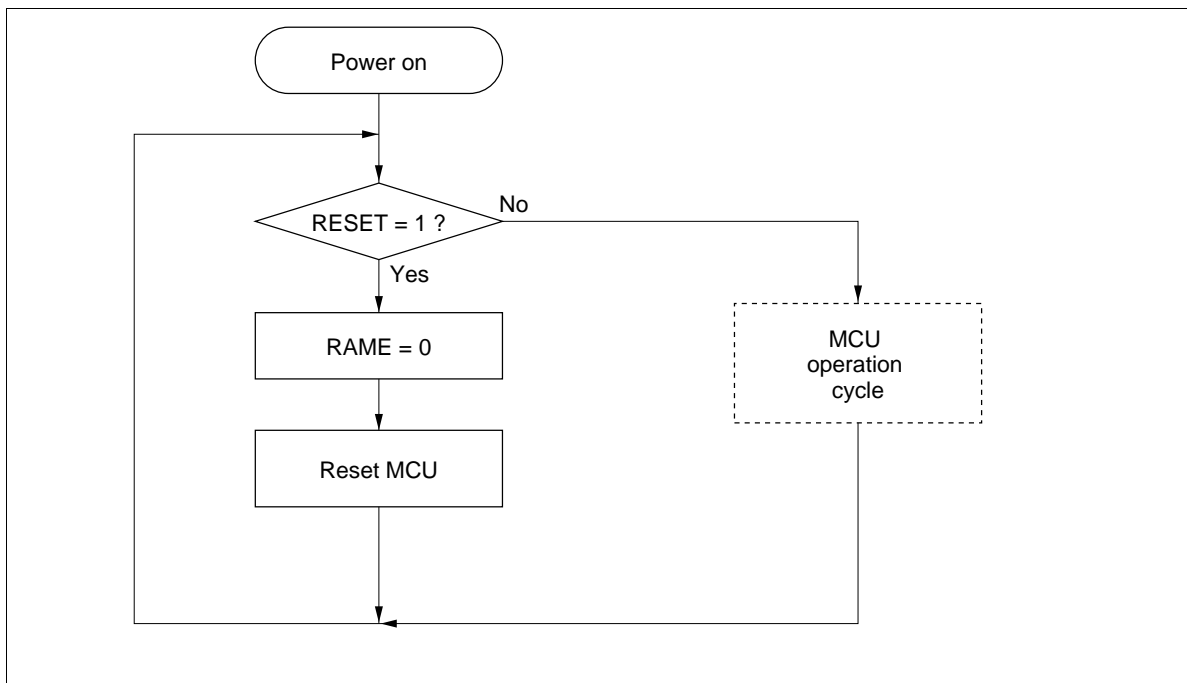 Power on
RESET = 1 ?
No
Yes
RAME = 0
MCU
operation
cycle
Reset MCU